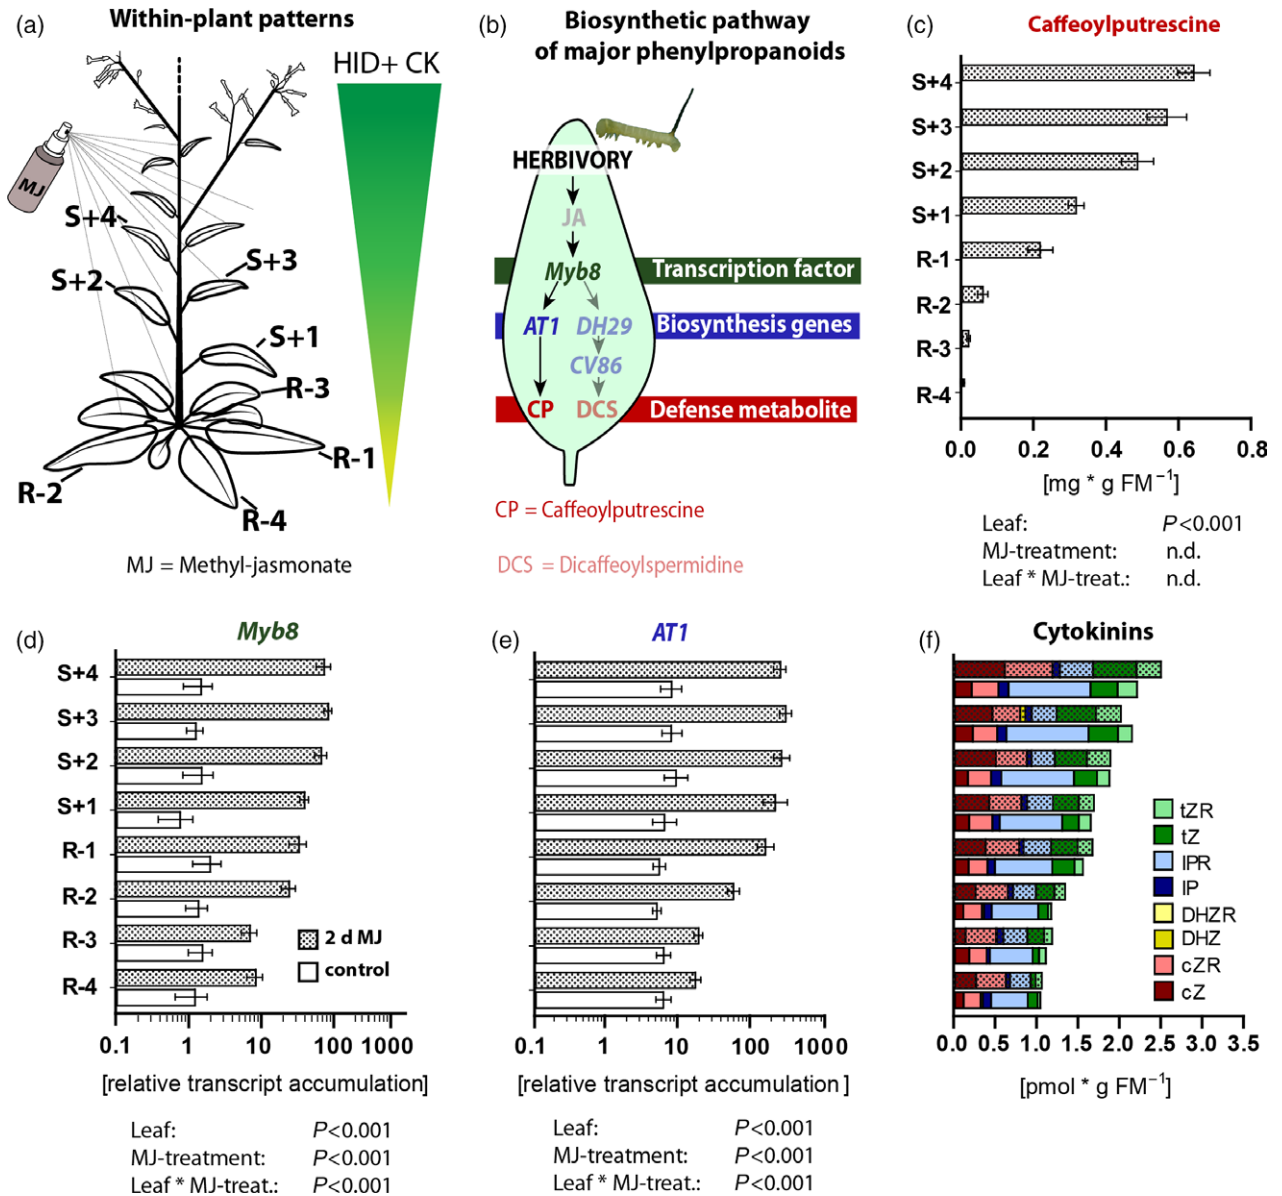 (a) Within-plant patterns
HID+ CK
MJ
S+4
S+3
S+2
S+1
R-3
R-1
R-2
R-4
MJ = Methyl-jasmonate
(b) Biosynthetic pathway
of major phenylpropanoids
HERBIVORY
JA
Myb8 Transcription factor
AT1 DH29 Biosynthesis genes
CV86
CP DCS Defense metabolite
CP = Caffeoylputrescine
DCS = Dicaffeoylspermidine
(c) Caffeoylputrescine
S+4
S+3
S+2
S+1
R-1
R-2
R-3
R-4
0.0 0.2 0.4 0.6 0.8
[mg * g FM⁻¹]
Leaf: P<0.001
MJ-treatment: n.d.
Leaf * MJ-treat.: n.d.
(d) Myb8
S+4
S+3
S+2
S+1
R-1
R-2
R-3
R-4
2 d MJ
control
0.1 1 10 100 1000
[relative transcript accumulation]
Leaf: P<0.001
MJ-treatment: P<0.001
Leaf * MJ-treat.: P<0.001
(e) AT1
0.1 1 10 100 1000
[relative transcript accumulation ]
Leaf: P<0.001
MJ-treatment: P<0.001
Leaf * MJ-treat.: P<0.001
(f) Cytokinins
tZR
tZ
IPR
IP
DHZR
DHZ
cZR
cZ
0.0 0.5 1.0 1.5 2.0 2.5 3.0 3.5
[pmol * g FM⁻¹]